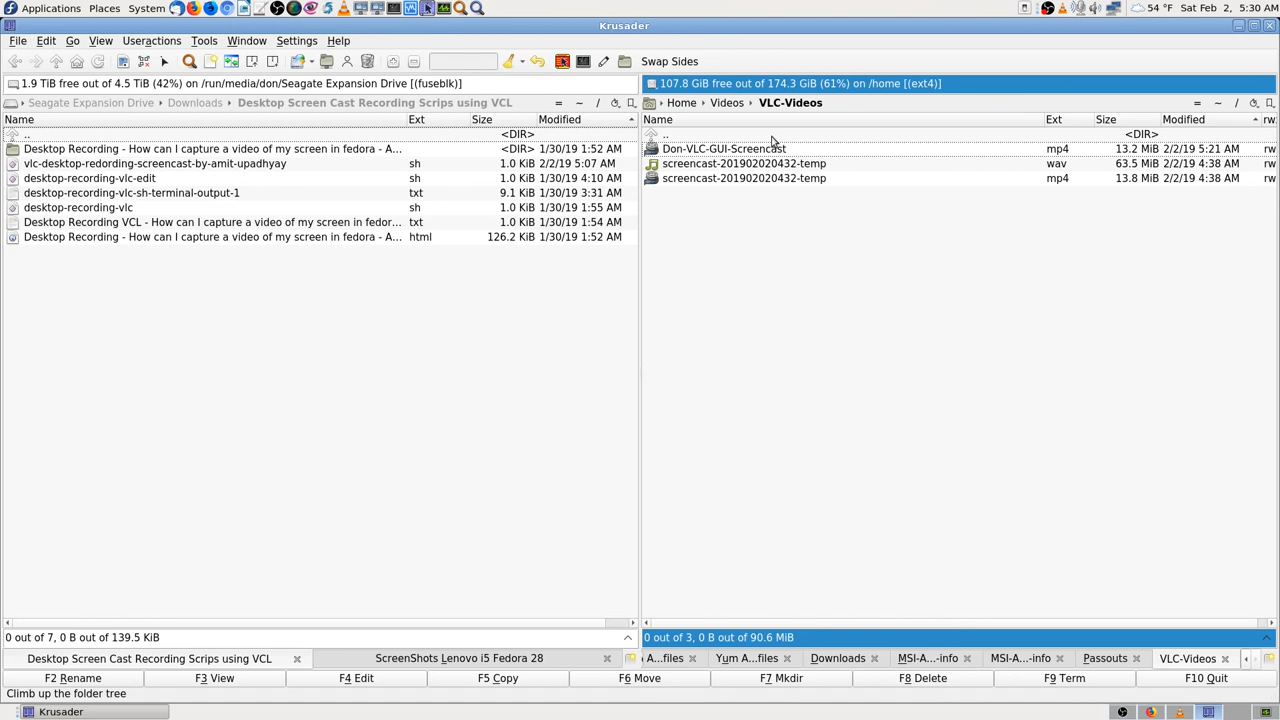 Applications Places System 54 °F Sat Feb 2, 5:30 AM
Krusader
File Edit Go View Useractions Tools Window Settings Help
Swap Sides
1.9 TiB free out of 4.5 TiB (42%) on /run/media/don/Seagate Expansion Drive [(fuseblk)]
107.8 GiB free out of 174.3 GiB (61%) on /home [(ext4)]
Seagate Expansion Drive › Downloads › Desktop Screen Cast Recording Scrips using VCL = ~ /
Home › Videos › VLC-Videos = ~ /
Name Ext Size Modified
Name Ext Size Modified rw
.. <DIR>
.. <DIR>
Desktop Recording - How can I capture a video of my screen in fedora - A... <DIR> 1/30/19 1:52 AM
Don-VLC-GUI-Screencast mp4 13.2 MiB 2/2/19 5:21 AM rw
vlc-desktop-redording-screencast-by-amit-upadhyay sh 1.0 KiB 2/2/19 5:07 AM
screencast-201902020432-temp wav 63.5 MiB 2/2/19 4:38 AM rw
desktop-recording-vlc-edit sh 1.0 KiB 1/30/19 4:10 AM
screencast-201902020432-temp mp4 13.8 MiB 2/2/19 4:38 AM rw
desktop-recording-vlc-sh-terminal-output-1 txt 9.1 KiB 1/30/19 3:31 AM
desktop-recording-vlc sh 1.0 KiB 1/30/19 1:55 AM
Desktop Recording VCL - How can I capture a video of my screen in fedor... txt 1.0 KiB 1/30/19 1:54 AM
Desktop Recording - How can I capture a video of my screen in fedora - A... html 126.2 KiB 1/30/19 1:52 AM
0 out of 7, 0 B out of 139.5 KiB
0 out of 3, 0 B out of 90.6 MiB
Desktop Screen Cast Recording Scrips using VCL ScreenShots Lenovo i5 Fedora 28
A...files Yum A...files Downloads MSI-A...-info MSI-A...-info Passouts VLC-Videos
F2 Rename F3 View F4 Edit F5 Copy F6 Move F7 Mkdir F8 Delete F9 Term F10 Quit
Climb up the folder tree
Krusader